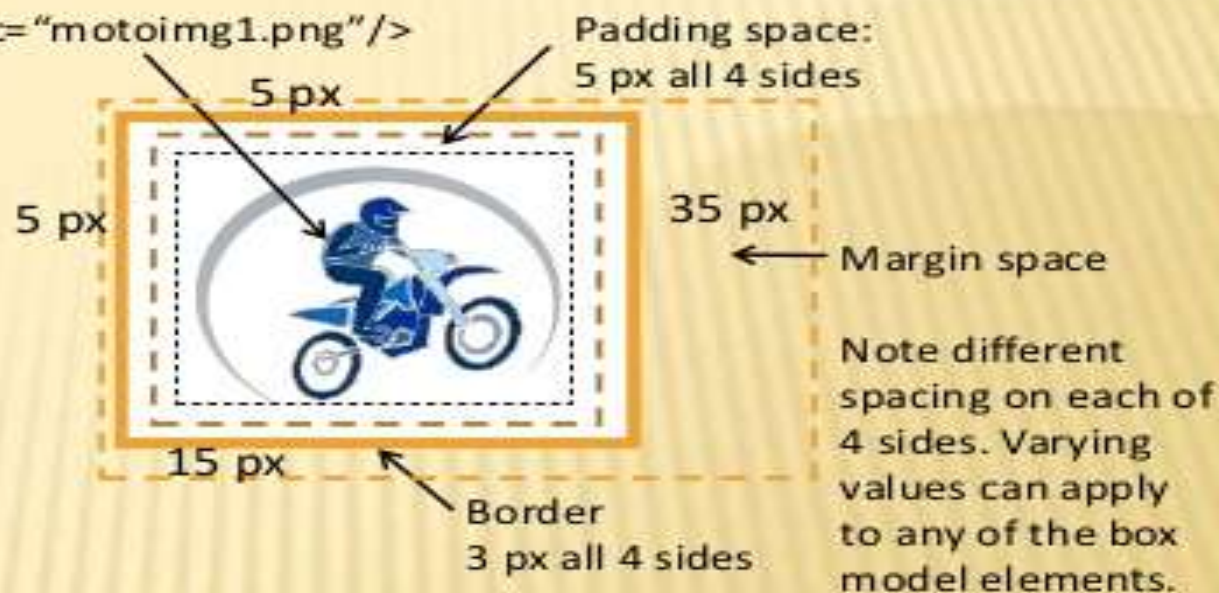 t="motoimg1.png"/>
Padding space:
5 px all 4 sides
5 px
5 px
35 px
Margin space
15 px
Border
3 px all 4 sides
Note different
spacing on each of
4 sides. Varying
values can apply
to any of the box
model elements.